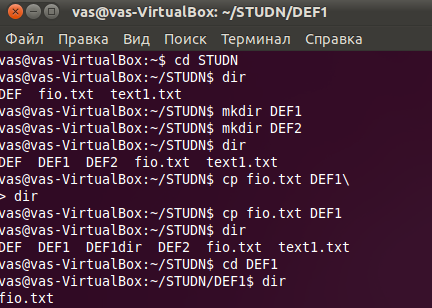 vas@vas-VirtualBox: ~/STUDN/DEF1
Файл Правка Вид Поиск Терминал Справка
vas@vas-VirtualBox:~$ cd STUDN
vas@vas-VirtualBox:~/STUDN$ dir
DEF fio.txt text1.txt
vas@vas-VirtualBox:~/STUDN$ mkdir DEF1
vas@vas-VirtualBox:~/STUDN$ mkdir DEF2
vas@vas-VirtualBox:~/STUDN$ dir
DEF DEF1 DEF2 fio.txt text1.txt
vas@vas-VirtualBox:~/STUDN$ cp fio.txt DEF1\
> dir
vas@vas-VirtualBox:~/STUDN$ cp fio.txt DEF1
vas@vas-VirtualBox:~/STUDN$ dir
DEF DEF1 DEF1dir DEF2 fio.txt text1.txt
vas@vas-VirtualBox:~/STUDN$ cd DEF1
vas@vas-VirtualBox:~/STUDN/DEF1$ dir
fio.txt